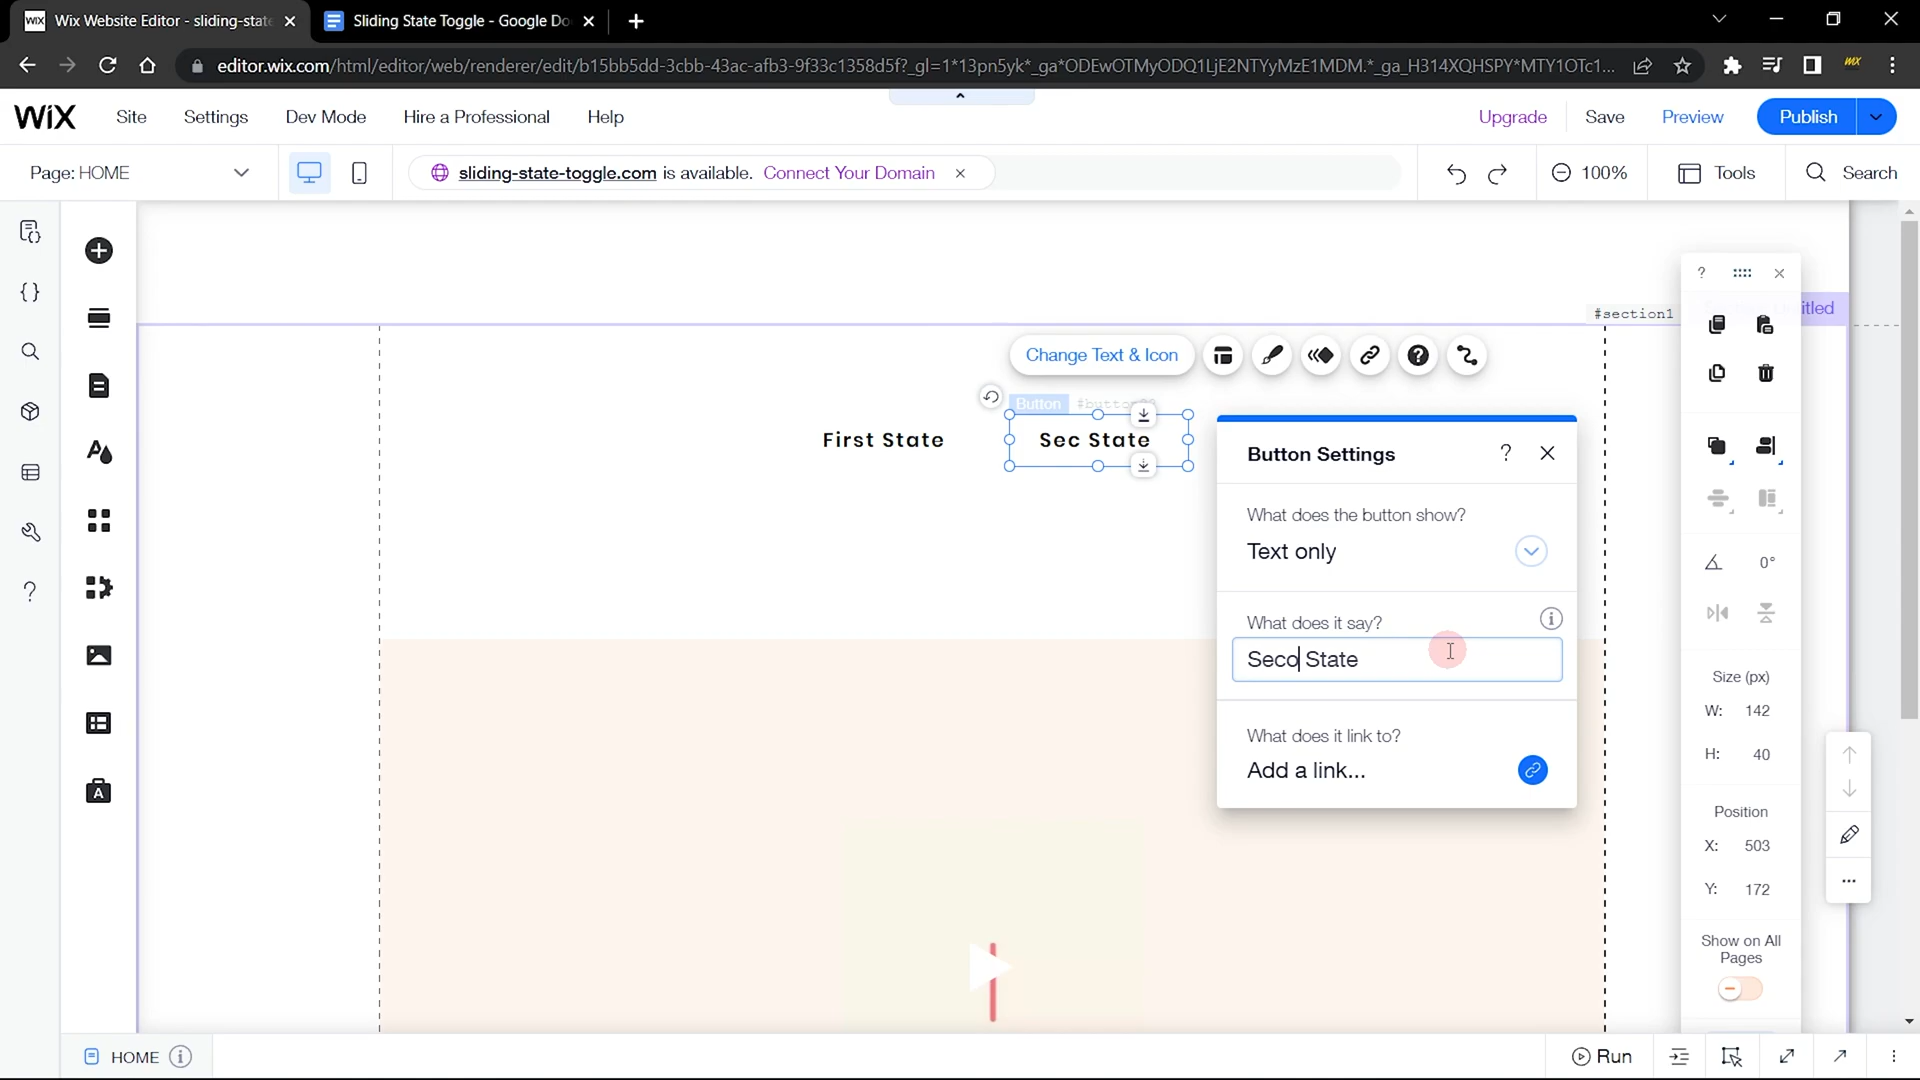 WIX Wix Website Editor - sliding-state
Sliding State Toggle - Google Do
editor.wix.com/html/editor/web/renderer/edit/b15bb5dd-3cbb-43ac-afb3-9f33c1358d5f?_gl=1*13pn5yk*_ga*ODEwOTMyODQ1LjE2NTYyMzE1MDM.*_ga_H314XQHSPY*MTY1OTc1...
WIX
WIX Site Settings Dev Mode Hire a Professional Help Upgrade Save Preview Publish
Page: HOME
sliding-state-toggle.com is available. Connect Your Domain
100% Tools Search
#section1
Change Text & Icon
Button
First State
Sec State
Button Settings ?
What does the button show?
Text only
What does it say?
Seco State
What does it link to?
Add a link...
?
0°
Size (px)
W: 142
H: 40
Position
X: 503
Y: 172
Show on All
Pages
HOME
Run